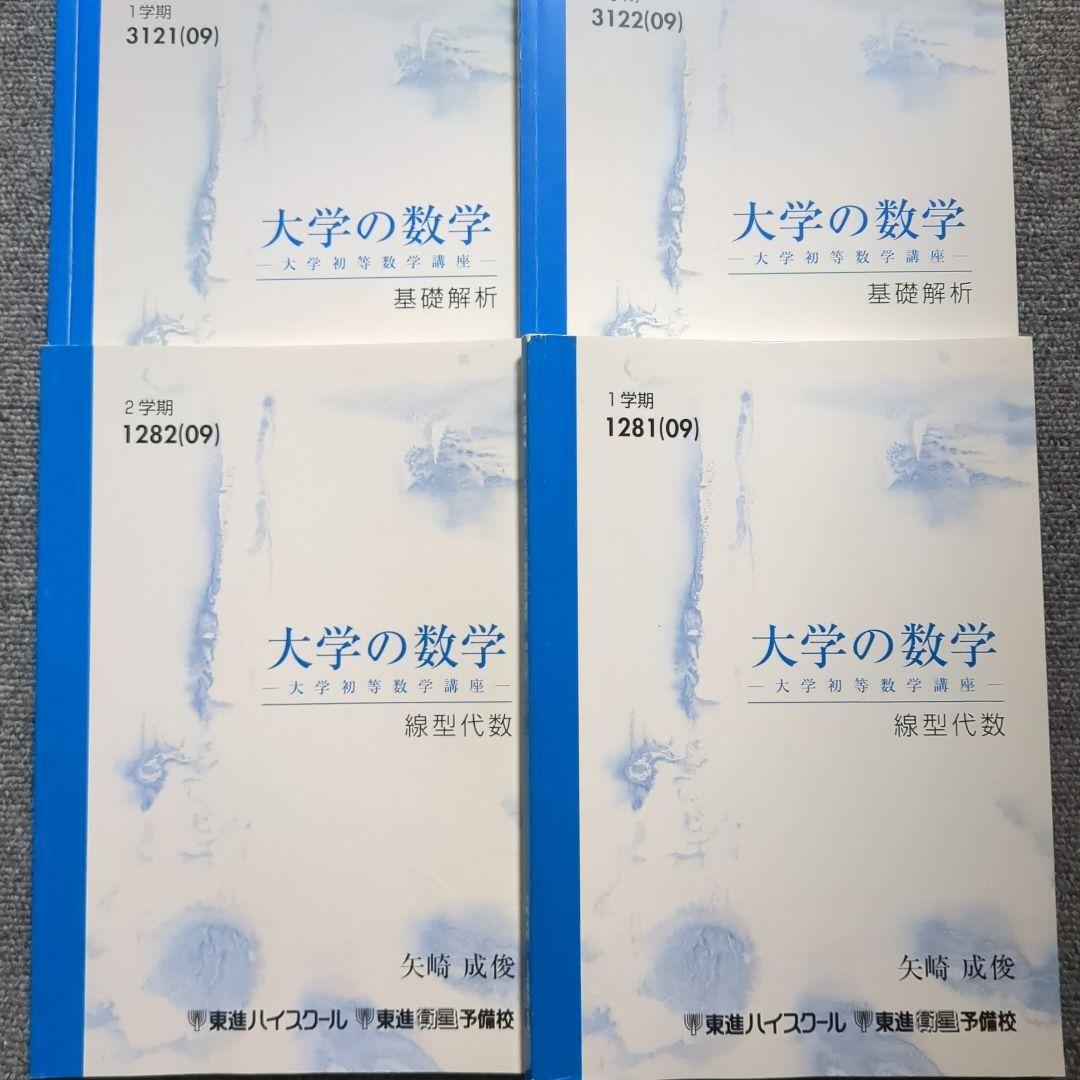 1学期
3121(09)
大学の数学
―大学初等数学講座―
基礎解析
3122(09)
大学の数学
―大学初等数学講座―
基礎解析
2学期
1282(09)
大学の数学
―大学初等数学講座―
線型代数
矢崎 成俊
東進ハイスクール 東進衛星予備校
1学期
1281(09)
大学の数学
―大学初等数学講座―
線型代数
矢崎 成俊
東進ハイスクール 東進衛星予備校